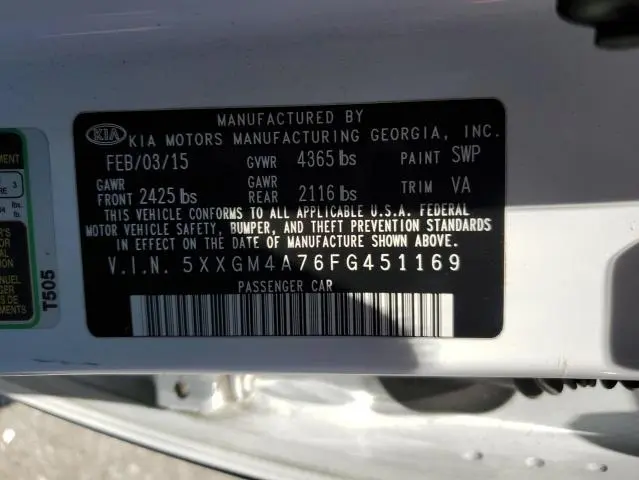 MANUFACTURED BY
KIA KIA MOTORS MANUFACTURING GEORGIA, INC.
FEB/03/15 GVWR 4365 lbs PAINT SWP
GAWR FRONT 2425 lbs GAWR REAR 2116 lbs TRIM VA
THIS VEHICLE CONFORMS TO ALL APPLICABLE U.S.A. FEDERAL
MOTOR VEHICLE SAFETY, BUMPER, AND THEFT PREVENTION STANDARDS
IN EFFECT ON THE DATE OF MANUFACTURE SHOWN ABOVE.
V.I.N. 5XXGM4A76FG451169
PASSENGER CAR
T505